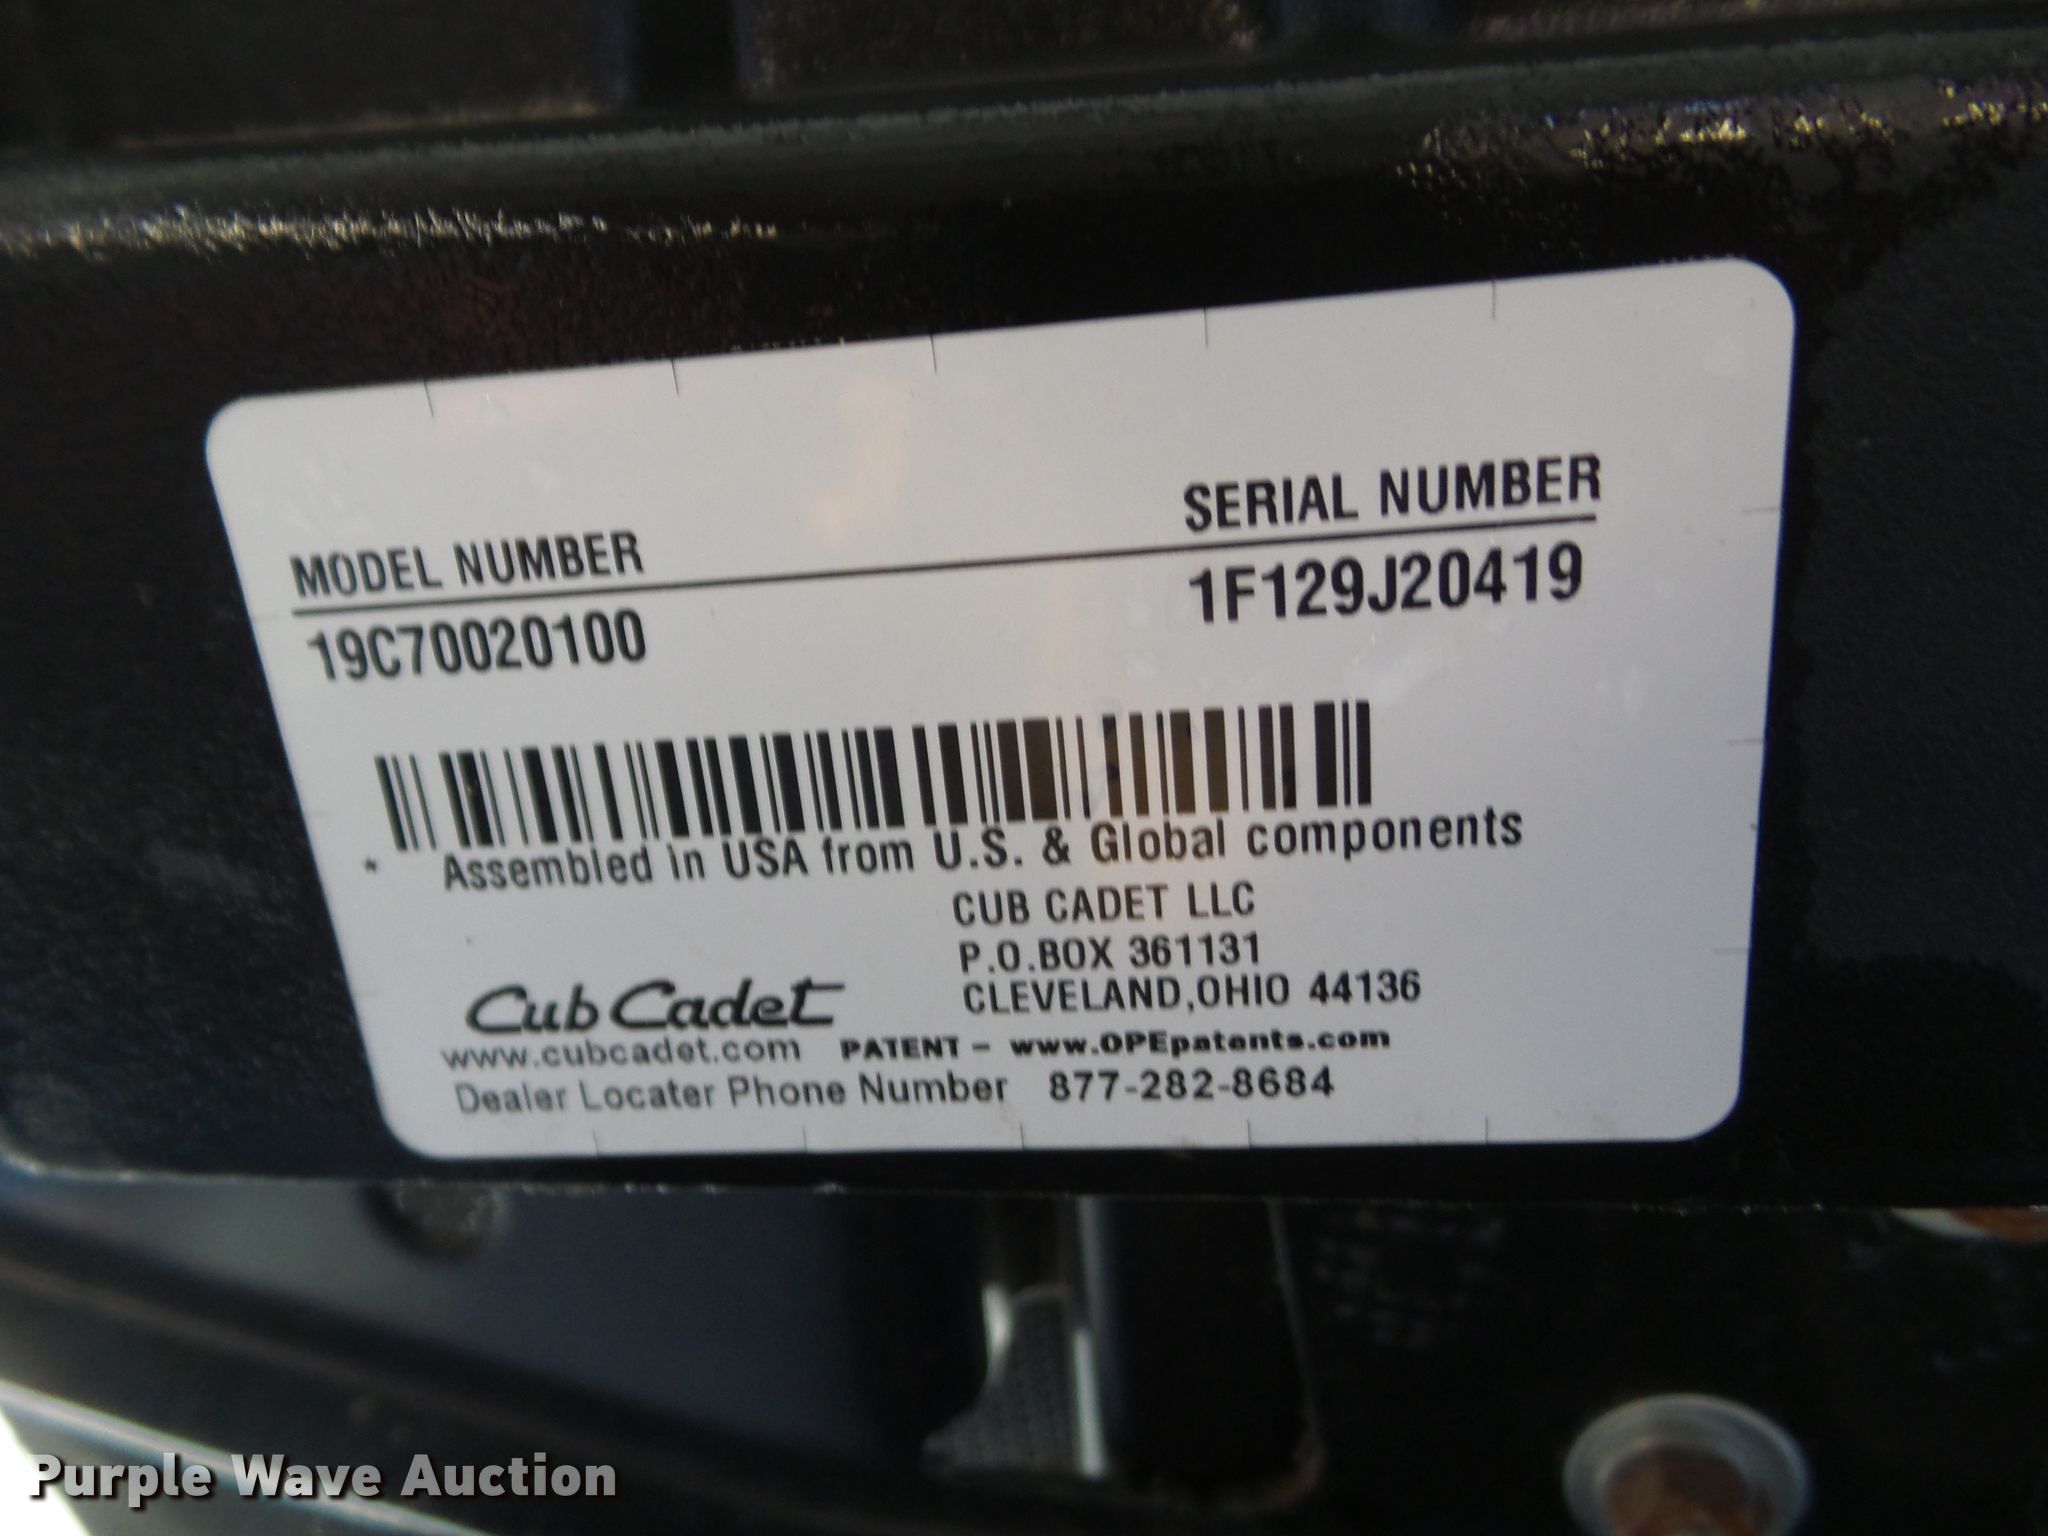 MODEL NUMBER SERIAL NUMBER
19C70020100 1F129J20419
* Assembled in USA from U.S. & Global components
CUB CADET LLC
P.O.BOX 361131
CLEVELAND,OHIO 44136
Cub Cadet
www.cubcadet.com PATENT - www.OPEpatents.com
Dealer Locater Phone Number 877-282-8684
Purple Wave Auction